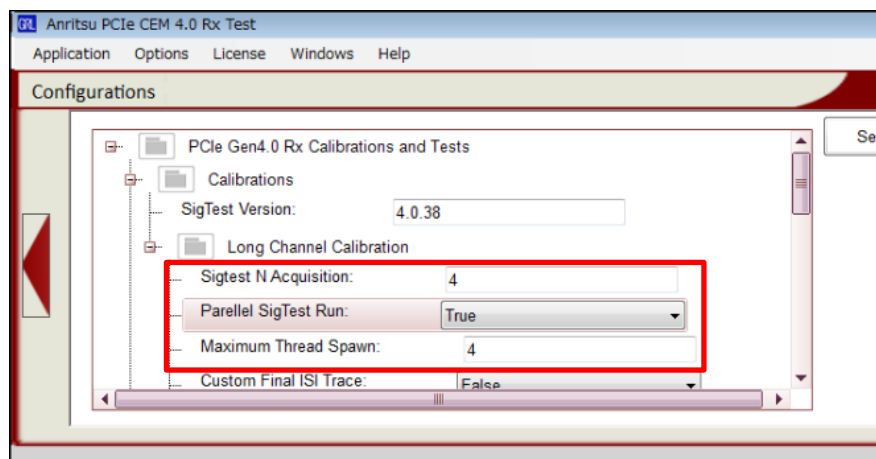 GRL Anritsu PCIe CEM 4.0 Rx Test
Application Options License Windows Help
Configurations
Se
PCIe Gen4.0 Rx Calibrations and Tests
Calibrations
SigTest Version: 4.0.38
Long Channel Calibration
Sigtest N Acquisition: 4
Parellel SigTest Run: True
Maximum Thread Spawn: 4
Custom Final ISI Trace: False